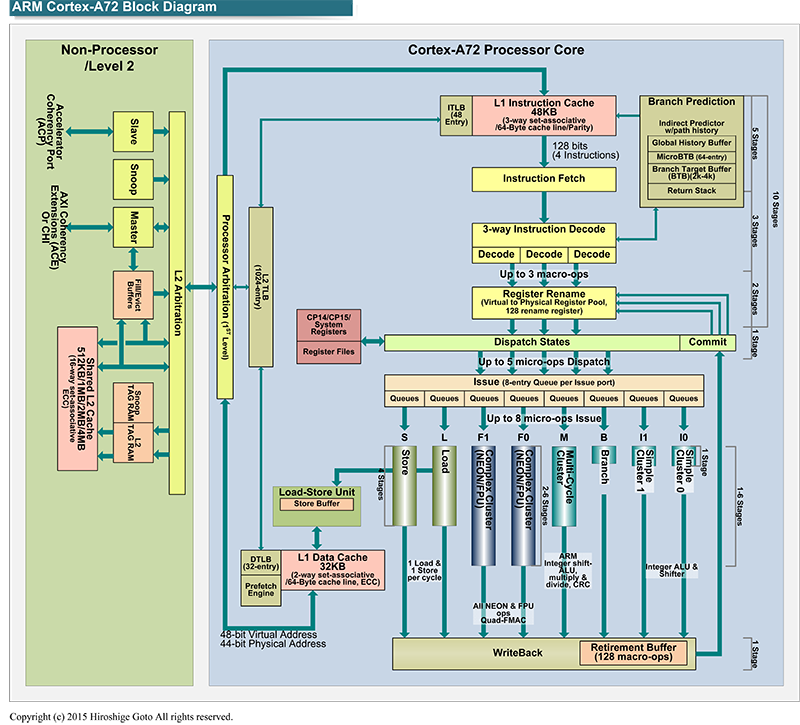 ARM Cortex-A72 Block Diagram
Non-Processor
/Level 2
Accelerator
Coherency Port
(ACP)
AXI Coherency
Extensions (ACE)
Or CHI
Slave
Snoop
Master
Fill/Evict
Buffers
Shared L2 Cache
512KB/1MB/2MB/4MB
(16-way set-associative
ECC)
Snoop
TAG RAM
L2
TAG RAM
L2 Arbitration
Cortex-A72 Processor Core
Processor Arbitration (1ST Level)
L2 TLB
(1024-entry)
ITLB
(48
Entry)
L1 Instruction Cache
48KB
(3-way set-associative
/64-Byte cache line/Parity)
Branch Prediction
Indirect Predictor
w/path history
Global History Buffer
MicroBTB (64-entry)
Branch Target Buffer
(BTB)(2k-4k)
Return Stack
5 Stages
10 Stages
128 bits
(4 Instructions)
Instruction Fetch
3-way Instruction Decode
Decode
Decode
Decode
3 Stages
Up to 3 macro-ops
Register Rename
(Virtual to Physical Register Pool,
128 rename register)
2 Stages
CP14/CP15/
System
Registers
Register Files
Dispatch States
Commit
1 Stage
Up to 5 micro-ops Dispatch
Issue (8-entry Queue per Issue port)
Queues
Queues
Queues
Queues
Queues
Queues
Queues
Queues
Up to 8 micro-ops Issue
S
L
F1
F0
M
B
I1
I0
Store
Load
Complex Cluster
(NEON/FPU)
Complex Cluster
(NEON/FPU)
Multi-Cycle
Cluster
Branch
Simple
Cluster 1
Simple
Cluster 0
4 Stages
2-6 Stages
1 Stage
1-6 Stages
Load-Store Unit
Store Buffer
DTLB
(32-entry)
Prefetch
Engine
L1 Data Cache
32KB
(2-way set-associative
/64-Byte cache line, ECC)
1 Load &
1 Store
per cycle
ARM
Integer shift-
ALU,
multiply &
divide, CRC
Integer ALU &
Shifter
All NEON & FPU
ops
Quad-FMAC
48-bit Virtual Address
44-bit Physical Address
WriteBack
Retirement Buffer
(128 macro-ops)
1 Stage
Copyright (c) 2015 Hiroshige Goto All rights reserved.